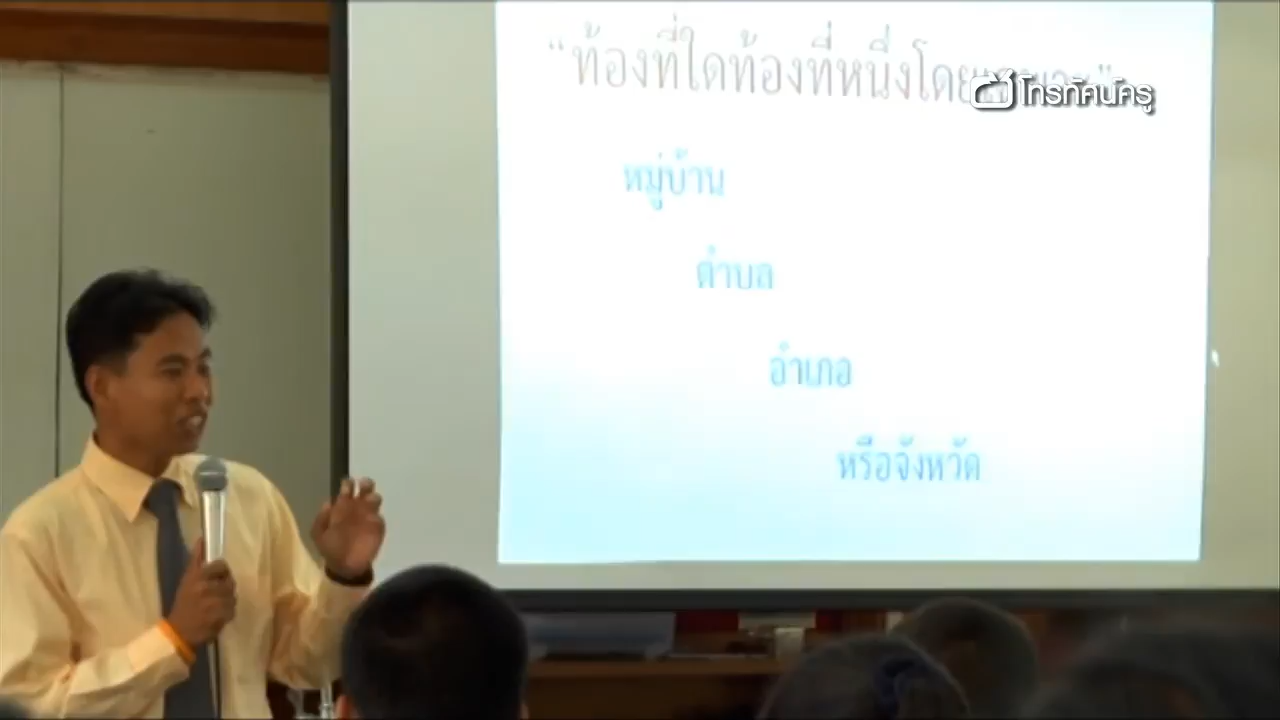 “ท้องที่ใดท้องที่หนึ่งโดย
โทรทัศน์ครู
หมู่บ้าน
ตำบล
อำเภอ
หรือจังหวัด